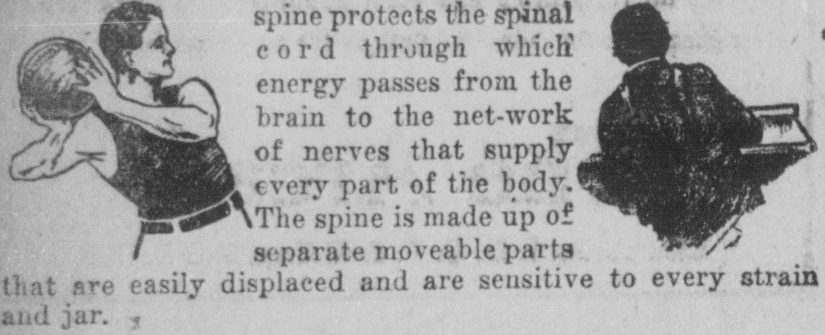 spine protects the spinal
cord through which
energy passes from the
brain to the net-work
of nerves that supply
every part of the body.
The spine is made up of
separate moveable parts
that are easily displaced and are sensitive to every strain
and jar.